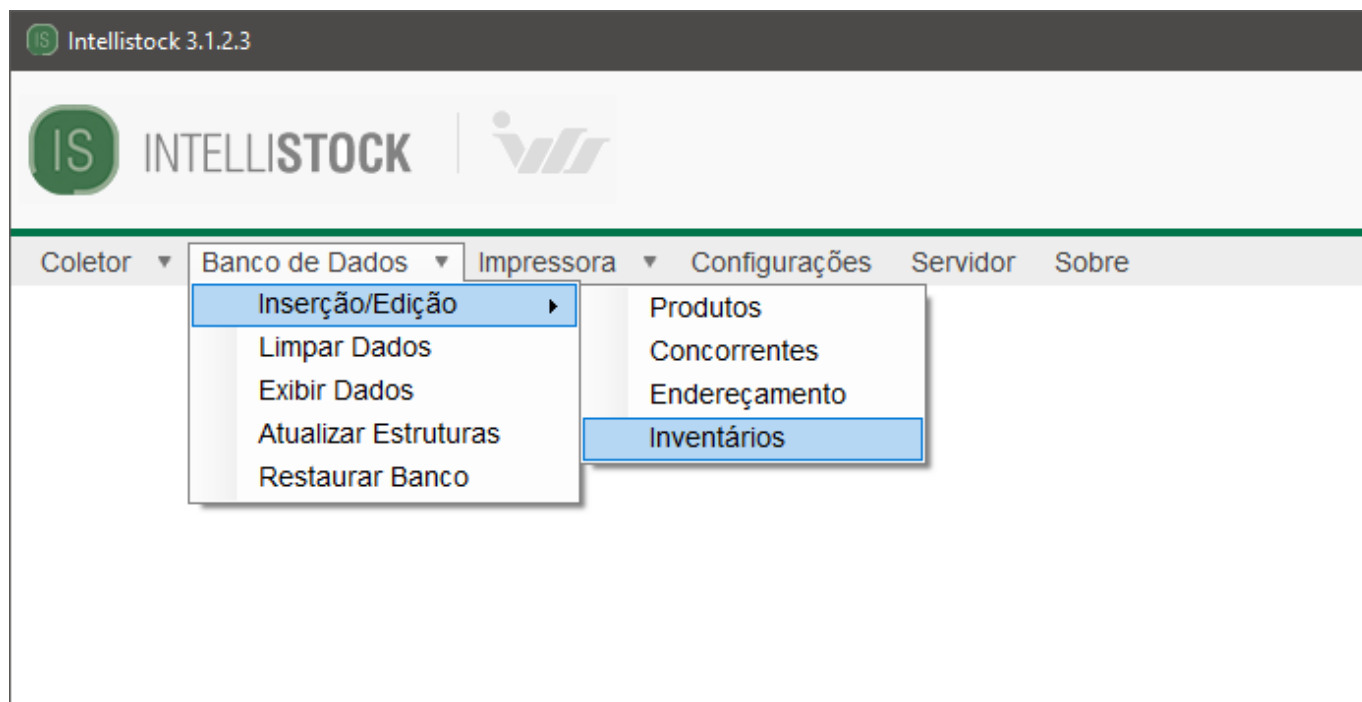 IS Intellistock 3.1.2.3
IS INTELLISTOCK
Coletor Banco de Dados Impressora Configurações Servidor Sobre
Inserção/Edição
Limpar Dados
Exibir Dados
Atualizar Estruturas
Restaurar Banco
Produtos
Concorrentes
Endereçamento
Inventários